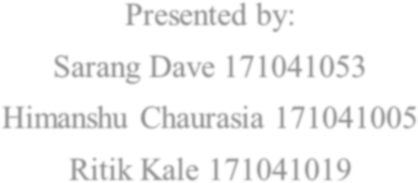 Presented by:
Sarang Dave 171041053
Himanshu Chaurasia 171041005
Ritik Kale 171041019